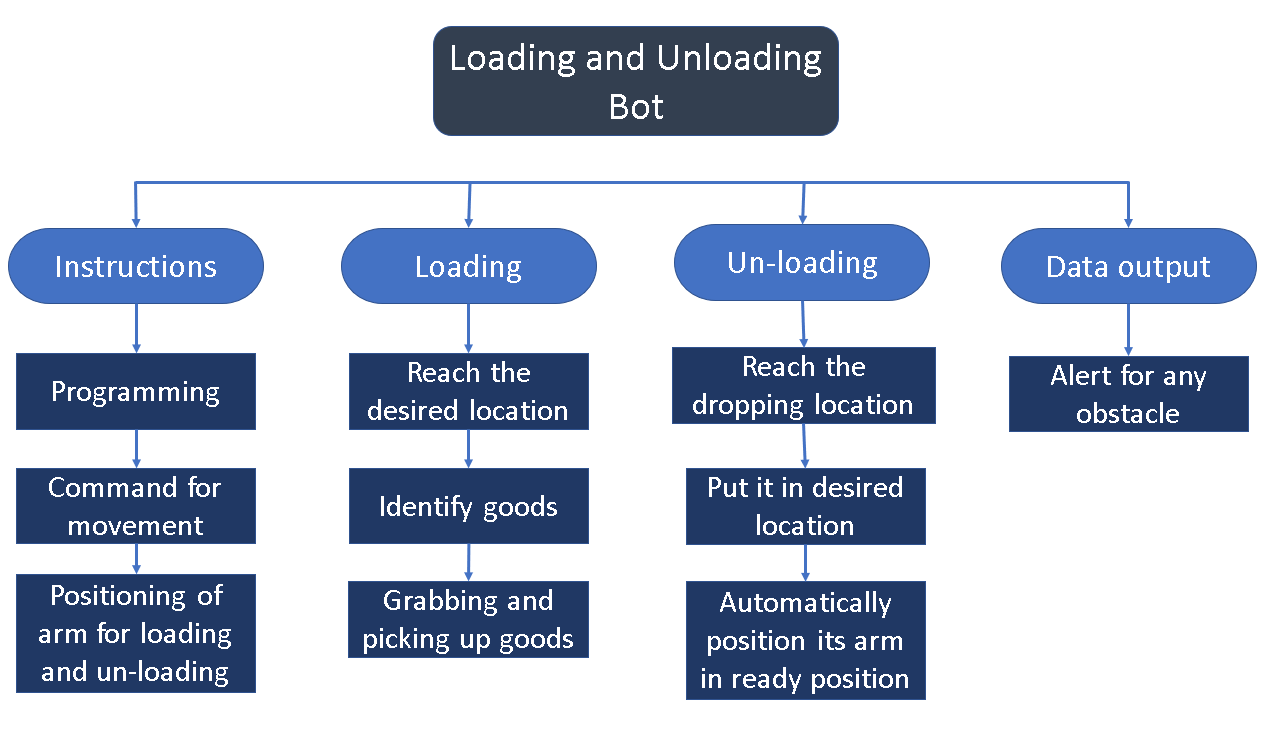 Loading and Unloading
Bot
Instructions
Programming
Command for
movement
Positioning of
arm for loading
and un-loading
Loading
Reach the
desired location
Identify goods
Grabbing and
picking up goods
Un-loading
Reach the
dropping location
Put it in desired
location
Automatically
position its arm
in ready position
Data output
Alert for any
obstacle